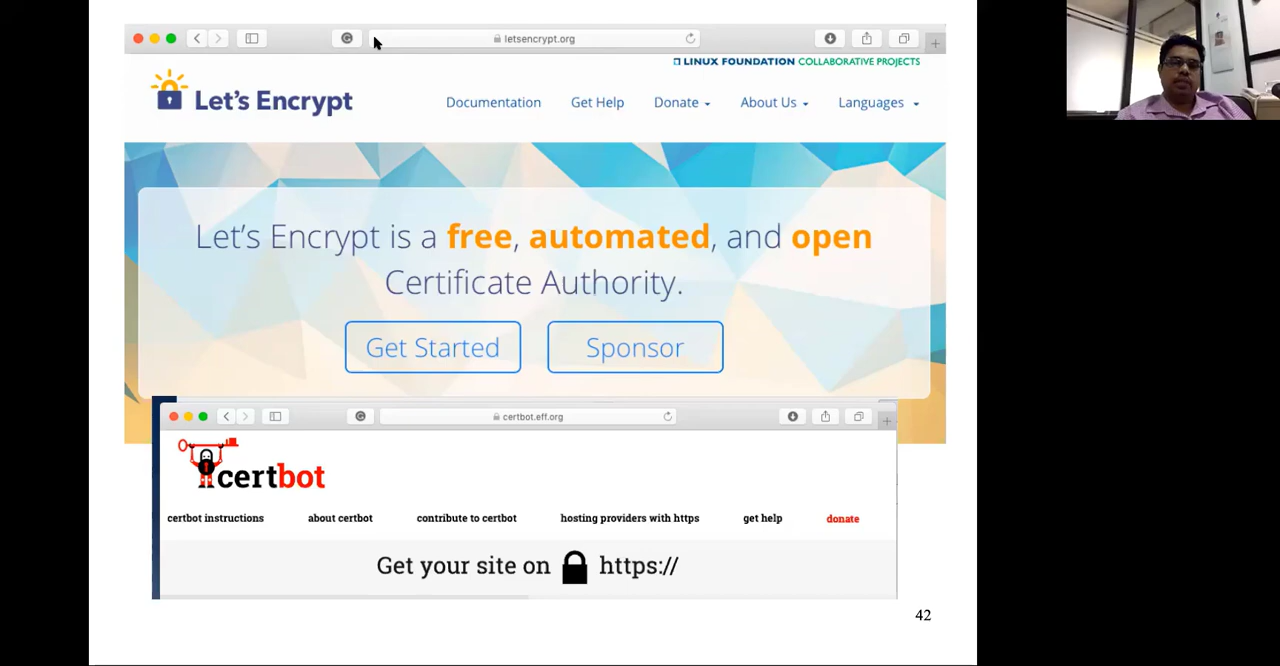 letsencrypt.org
LINUX FOUNDATION COLLABORATIVE PROJECTS
Let's Encrypt
Documentation Get Help Donate About Us Languages
Let's Encrypt is a free, automated, and open
Certificate Authority.
Get Started Sponsor
certbot.eff.org
certbot
certbot instructions about certbot contribute to certbot hosting providers with https get help donate
Get your site on https://
42